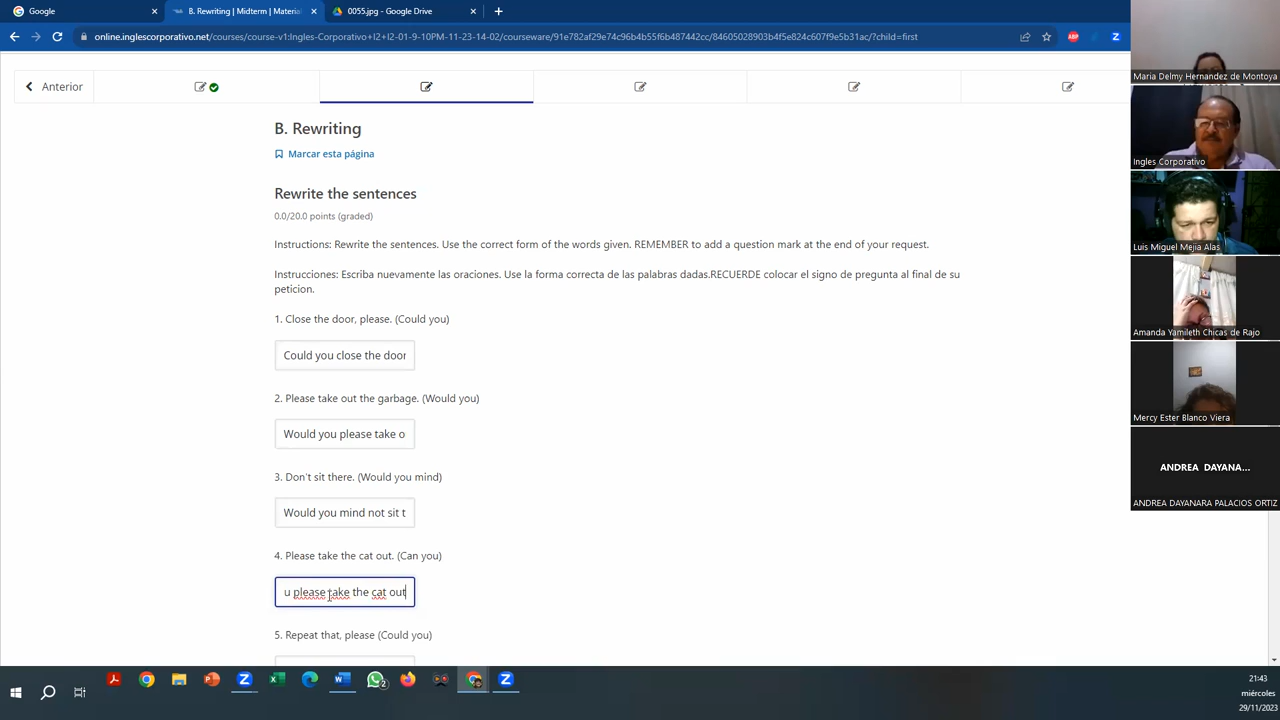 Google
B. Rewriting | Midterm | Materia
0055.jpg - Google Drive
online.inglescorporativo.net/courses/course-v1:Ingles-Corporativo+I2+I2-01-9-10PM-11-23-14-02/courseware/91e782af29e74c96b4b55f6b487442cc/84605028903b4f5e824c607f9e5b31ac/?child=first
Anterior
B. Rewriting
Marcar esta página
Rewrite the sentences
0.0/20.0 points (graded)
Instructions: Rewrite the sentences. Use the correct form of the words given. REMEMBER to add a question mark at the end of your request.
Instrucciones: Escriba nuevamente las oraciones. Use la forma correcta de las palabras dadas.RECUERDE colocar el signo de pregunta al final de su
peticion.
1. Close the door, please. (Could you)
Could you close the door
2. Please take out the garbage. (Would you)
Would you please take o
3. Don't sit there. (Would you mind)
Would you mind not sit t
4. Please take the cat out. (Can you)
u please take the cat out
5. Repeat that, please (Could you)
Maria Delmy Hernandez de Montoya
Ingles Corporativo
Luis Miguel Mejia Alas
Amanda Yamileth Chicas de Rajo
Mercy Ester Blanco Viera
ANDREA DAYANA...
ANDREA DAYANARA PALACIOS ORTIZ
ABP
2
21:43
miércoles
29/11/2023